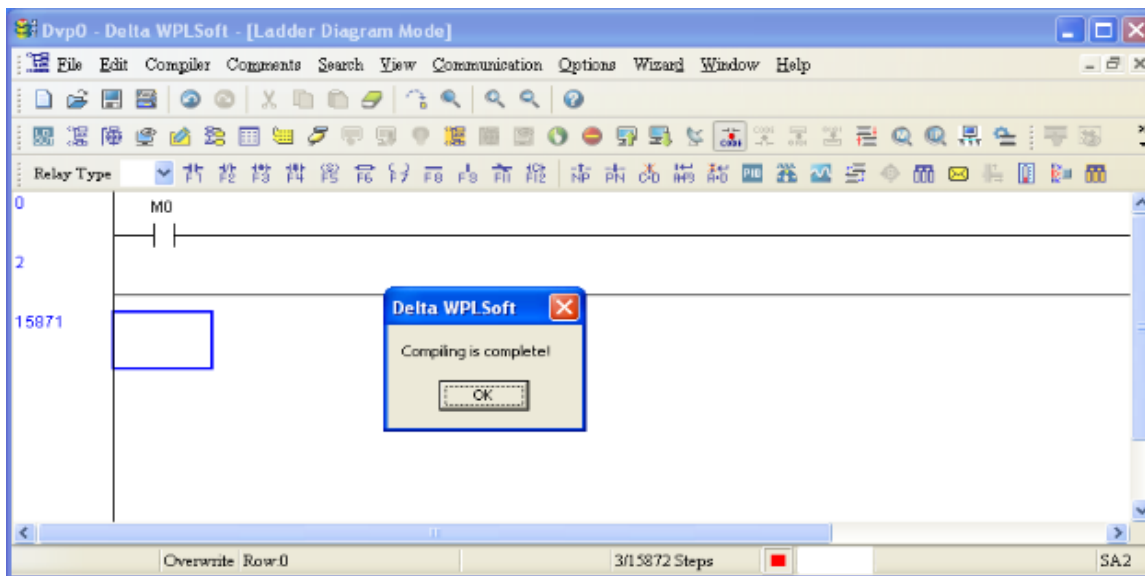 Dvp0 - Delta WPLSoft - [Ladder Diagram Mode]
File Edit Compiler Comments Search View Communication Options Wizard Window Help
Relay Type
0
M0
2
15871
Delta WPLSoft
Compiling is complete!
OK
Overwrite Row:0 3/15872 Steps SA2